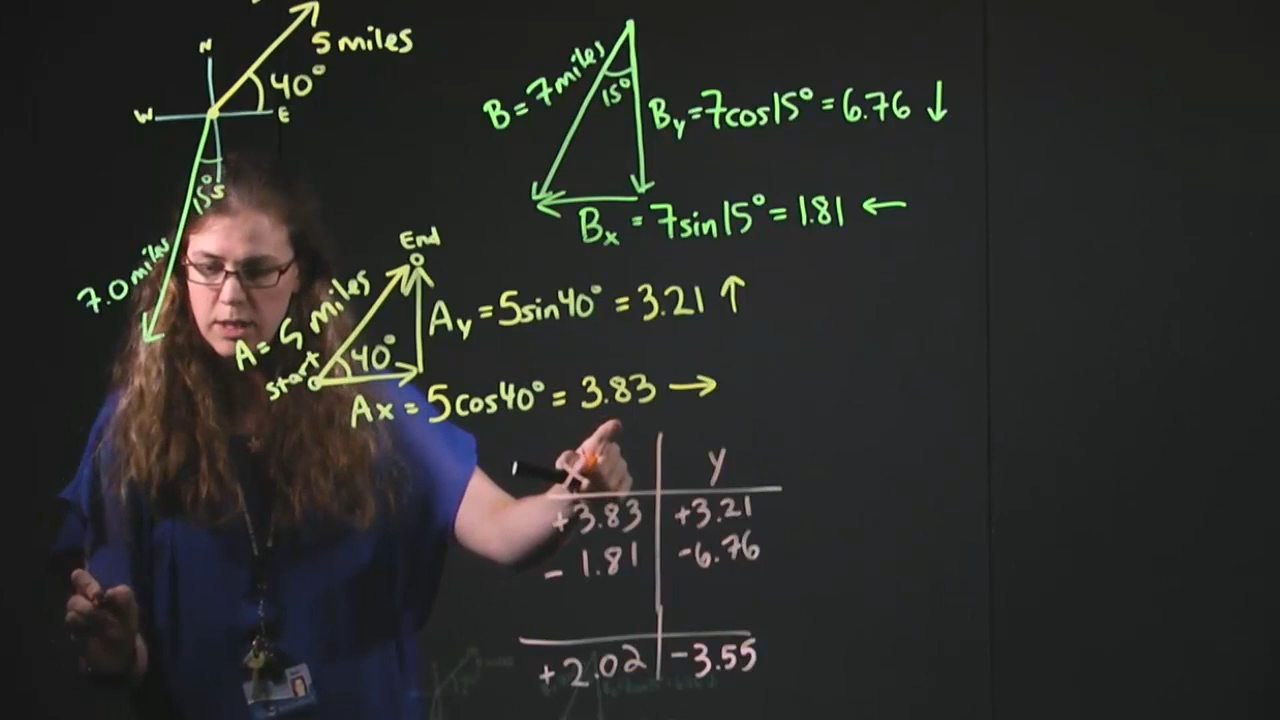 5 miles
40°
N
W
E
15°
S
7.0 miles
B = 7 miles
15°
By = 7cos15° = 6.76 ↓
Bx = 7sin15° = 1.81 ←
End
A = 5 miles
start
40°
Ay = 5sin40° = 3.21 ↑
Ax = 5cos40° = 3.83 →
X y
+3.83 +3.21
- 1.81 -6.76
+2.02 -3.55